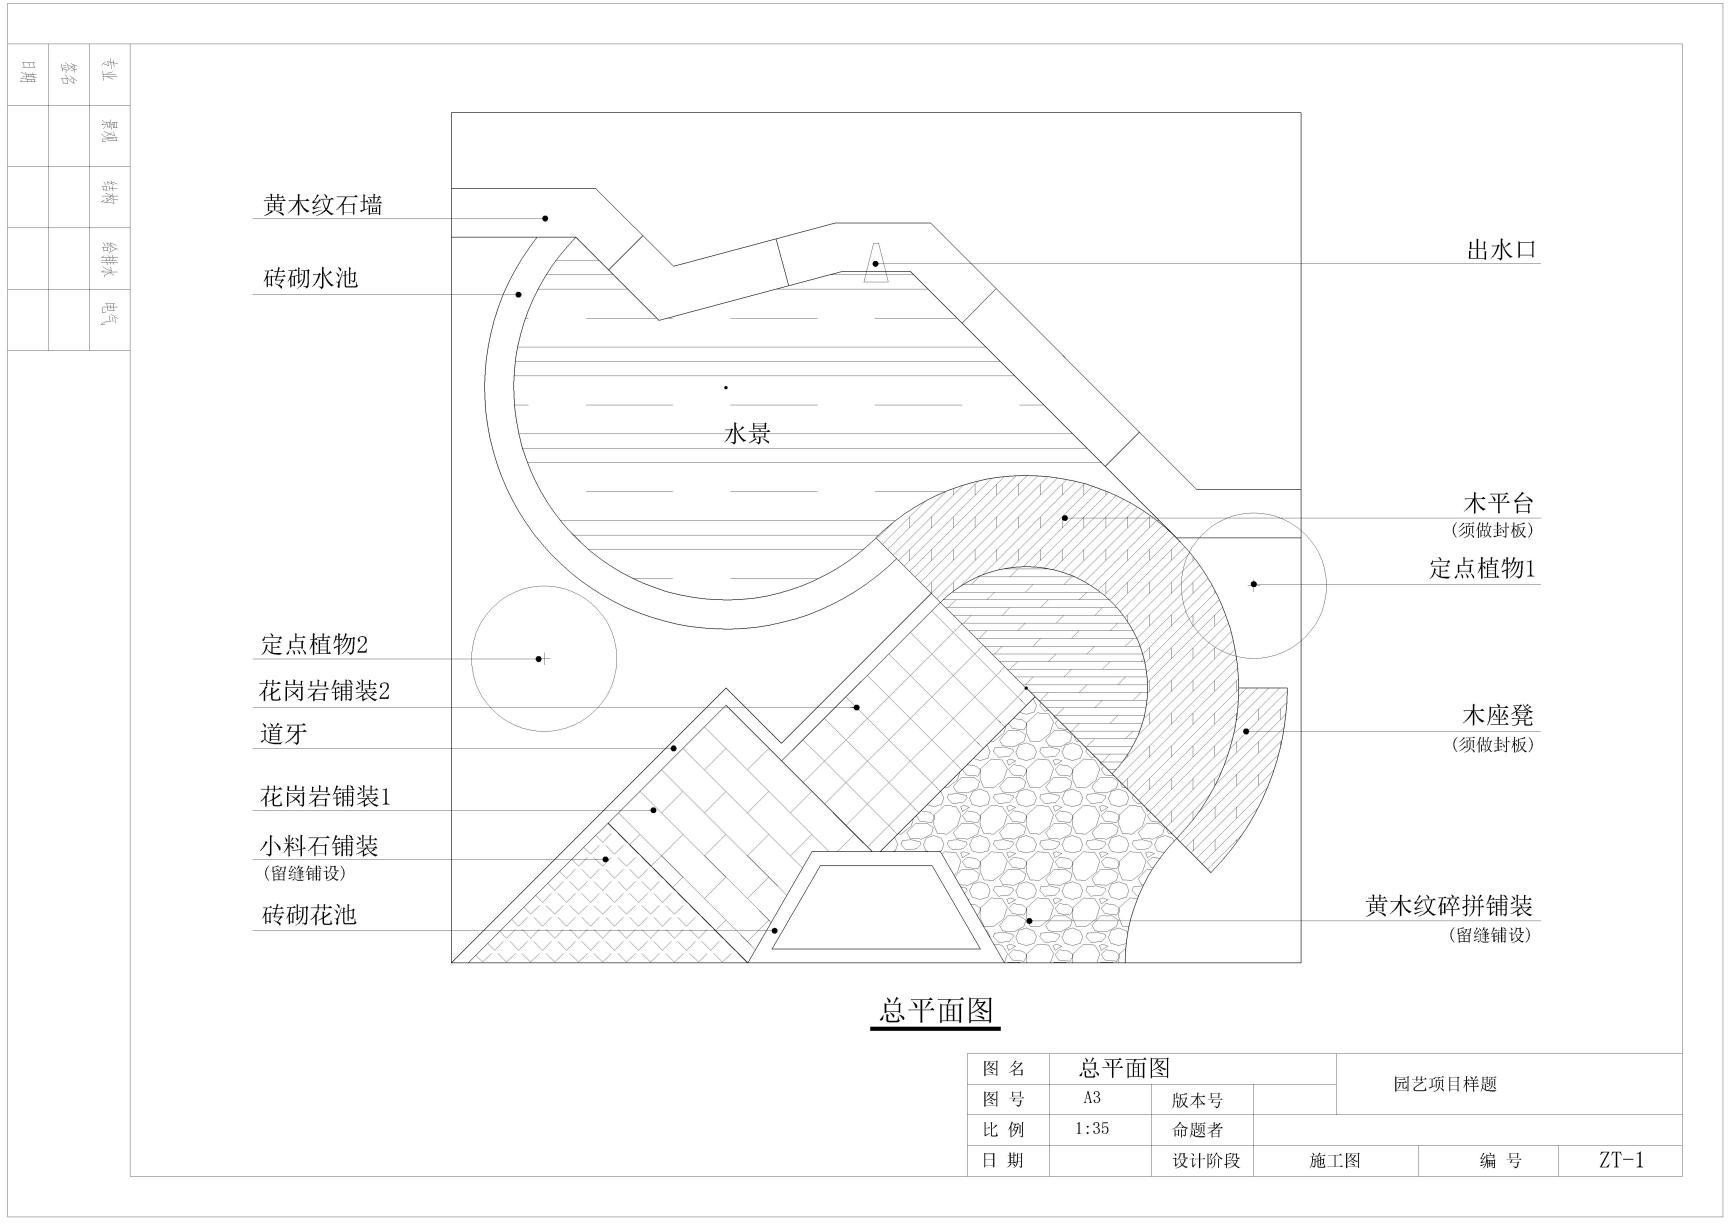 日期
签名
专业
景观
结构
给排水
电气
黄木纹石墙
砖砌水池
定点植物2
花岗岩铺装2
道牙
花岗岩铺装1
小料石铺装
(留缝铺设)
砖砌花池
水景
出水口
木平台
(须做封板)
定点植物1
木座凳
(须做封板)
黄木纹碎拼铺装
(留缝铺设)
总平面图
图 名 总平面图 园艺项目样题
图 号 A3 版本号
比 例 1:35 命题者
日 期 设计阶段 施工图 编 号 ZT-1